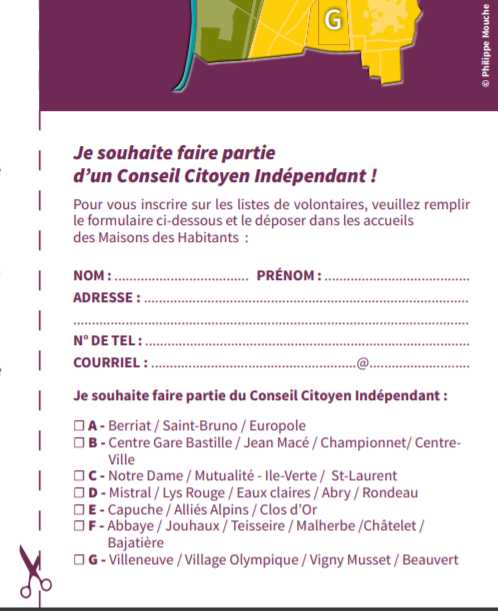 G
© Philippe Mouche
Je souhaite faire partie
d'un Conseil Citoyen Indépendant !
Pour vous inscrire sur les listes de volontaires, veuillez remplir
le formulaire ci-dessous et le déposer dans les accueils
des Maisons des Habitants :
NOM : .................................... PRÉNOM : .......................................
ADRESSE : .......................................................................................
..........................................................................................................
N° DE TEL : .......................................................................................
COURRIEL : .......................................................@...........................
Je souhaite faire partie du Conseil Citoyen Indépendant :
☐ A - Berriat / Saint-Bruno / Europole
☐ B - Centre Gare Bastille / Jean Macé / Championnet/ Centre-
Ville
☐ C - Notre Dame / Mutualité - Ile-Verte / St-Laurent
☐ D - Mistral / Lys Rouge / Eaux claires / Abry / Rondeau
☐ E - Capuche / Alliés Alpins / Clos d'Or
☐ F - Abbaye / Jouhaux / Teisseire / Malherbe /Châtelet /
Bajatière
☐ G - Villeneuve / Village Olympique / Vigny Musset / Beauvert